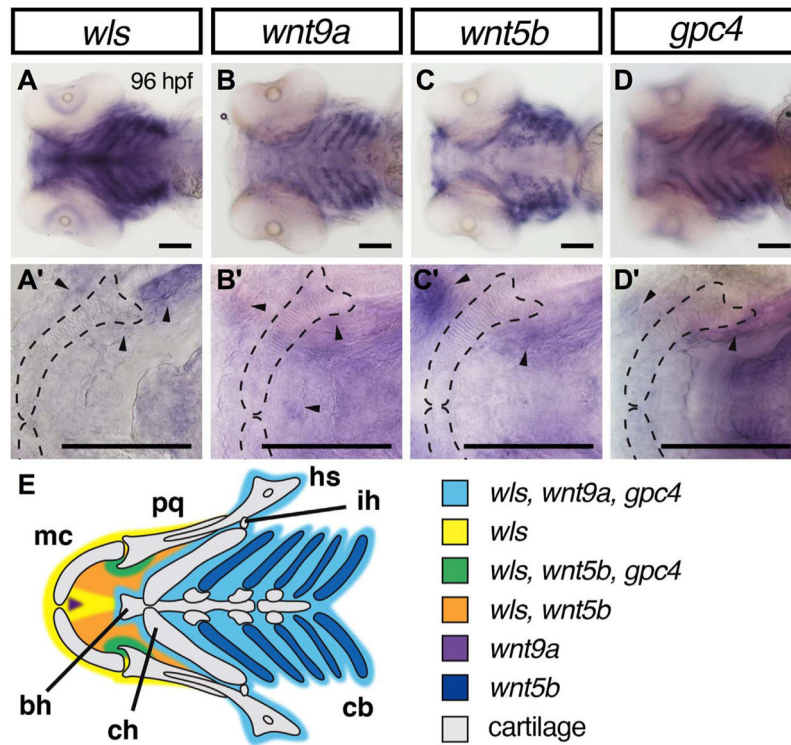 wls wnt9a wnt5b gpc4
A 96 hpf B C D
A' B' C' D'
E
hs
pq
ih
mc
bh
ch
cb
wls, wnt9a, gpc4
wls
wls, wnt5b, gpc4
wls, wnt5b
wnt9a
wnt5b
cartilage